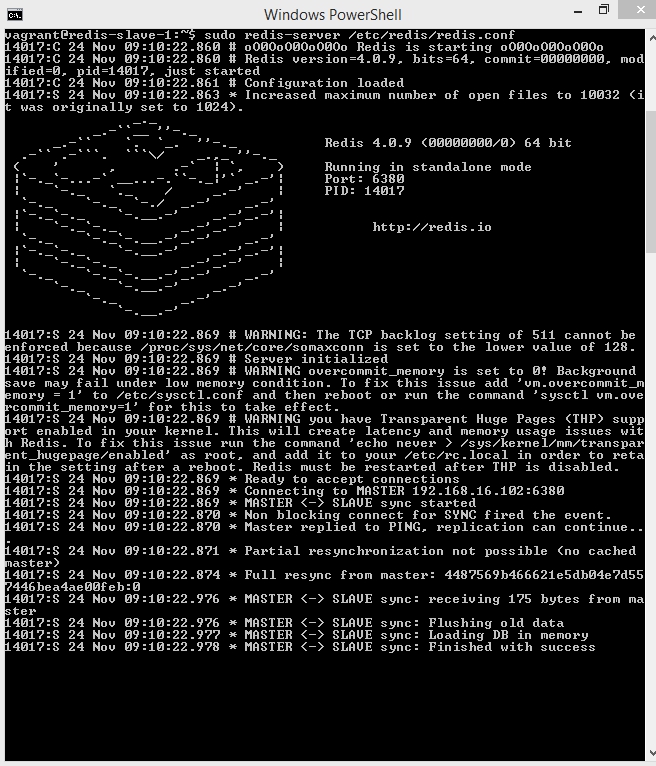 Windows PowerShell
vagrant@redis-slave-1:~$ sudo redis-server /etc/redis/redis.conf
14017:C 24 Nov 09:10:22.860 # oO0OoO0OoO0Oo Redis is starting oO0OoO0OoO0Oo
14017:C 24 Nov 09:10:22.860 # Redis version=4.0.9, bits=64, commit=00000000, mod
ified=0, pid=14017, just started
14017:C 24 Nov 09:10:22.861 # Configuration loaded
14017:S 24 Nov 09:10:22.863 * Increased maximum number of open files to 10032 (i
t was originally set to 1024).
Redis 4.0.9 (00000000/0) 64 bit
Running in standalone mode
Port: 6380
PID: 14017
http://redis.io
14017:S 24 Nov 09:10:22.869 # WARNING: The TCP backlog setting of 511 cannot be
enforced because /proc/sys/net/core/somaxconn is set to the lower value of 128.
14017:S 24 Nov 09:10:22.869 # Server initialized
14017:S 24 Nov 09:10:22.869 # WARNING overcommit_memory is set to 0! Background
save may fail under low memory condition. To fix this issue add 'vm.overcommit_m
emory = 1' to /etc/sysctl.conf and then reboot or run the command 'sysctl vm.ove
rcommit_memory=1' for this to take effect.
14017:S 24 Nov 09:10:22.869 # WARNING you have Transparent Huge Pages (THP) supp
ort enabled in your kernel. This will create latency and memory usage issues wit
h Redis. To fix this issue run the command 'echo never > /sys/kernel/mm/transpar
ent_hugepage/enabled' as root, and add it to your /etc/rc.local in order to reta
in the setting after a reboot. Redis must be restarted after THP is disabled.
14017:S 24 Nov 09:10:22.869 * Ready to accept connections
14017:S 24 Nov 09:10:22.869 * Connecting to MASTER 192.168.16.102:6380
14017:S 24 Nov 09:10:22.869 * MASTER <-> SLAVE sync started
14017:S 24 Nov 09:10:22.870 * Non blocking connect for SYNC fired the event.
14017:S 24 Nov 09:10:22.870 * Master replied to PING, replication can continue..
.
14017:S 24 Nov 09:10:22.871 * Partial resynchronization not possible (no cached
master)
14017:S 24 Nov 09:10:22.874 * Full resync from master: 4487569b466621e5db04e7d55
7446bea4ae00feb:0
14017:S 24 Nov 09:10:22.976 * MASTER <-> SLAVE sync: receiving 175 bytes from ma
ster
14017:S 24 Nov 09:10:22.976 * MASTER <-> SLAVE sync: Flushing old data
14017:S 24 Nov 09:10:22.977 * MASTER <-> SLAVE sync: Loading DB in memory
14017:S 24 Nov 09:10:22.978 * MASTER <-> SLAVE sync: Finished with success